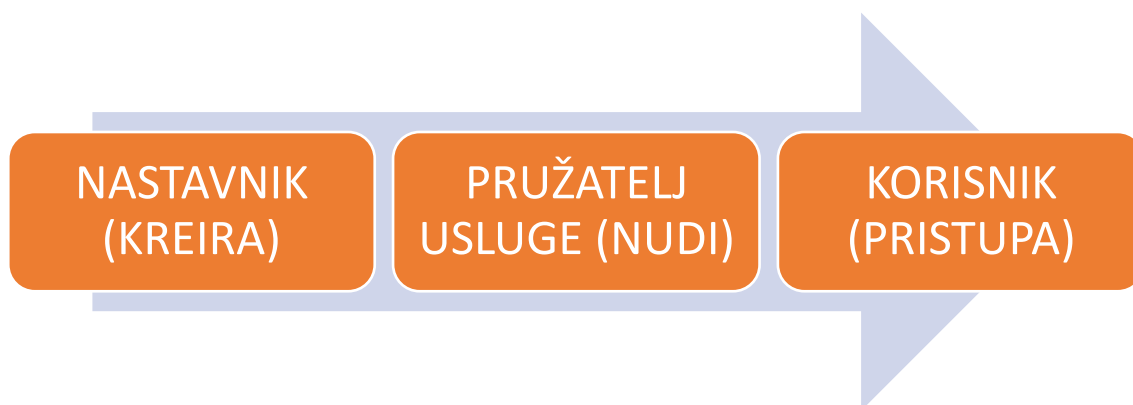 NASTAVNIK
(KREIRA)
PRUŽATELJ
USLUGE (NUDI)
KORISNIK
(PRISTUPA)